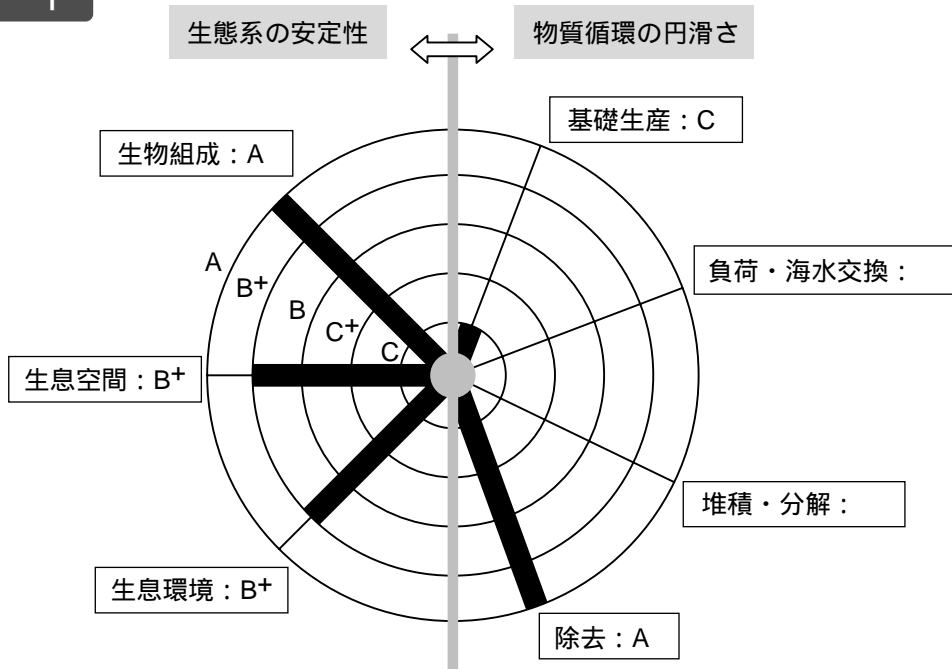 生態系の安定性
物質循環の円滑さ
基礎生産：C
生物組成：A
A
B+
B
C+
C
負荷・海水交換：
生息空間：B+
堆積・分解：
生息環境：B+
除去：A